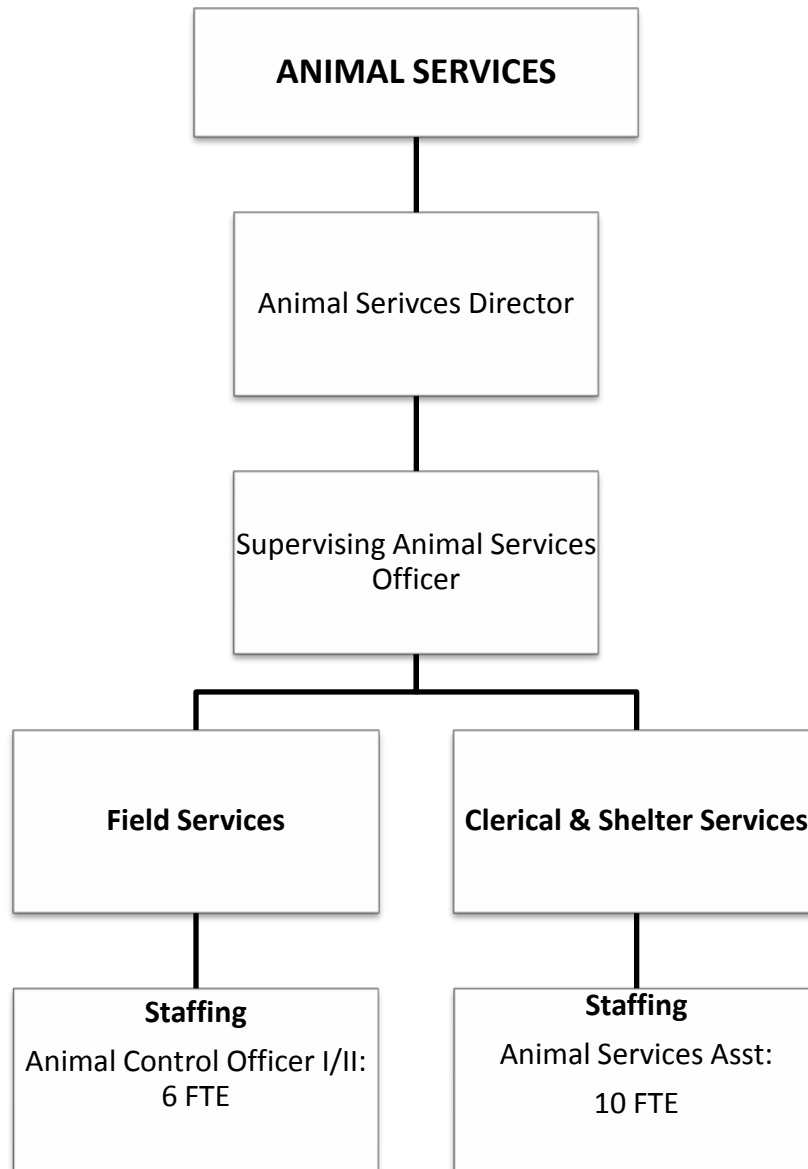 ANIMAL SERVICES
Animal Serivces Director
Supervising Animal Services
Officer
Field Services
Clerical & Shelter Services
Staffing
Animal Control Officer I/II:
6 FTE
Staffing
Animal Services Asst:
10 FTE